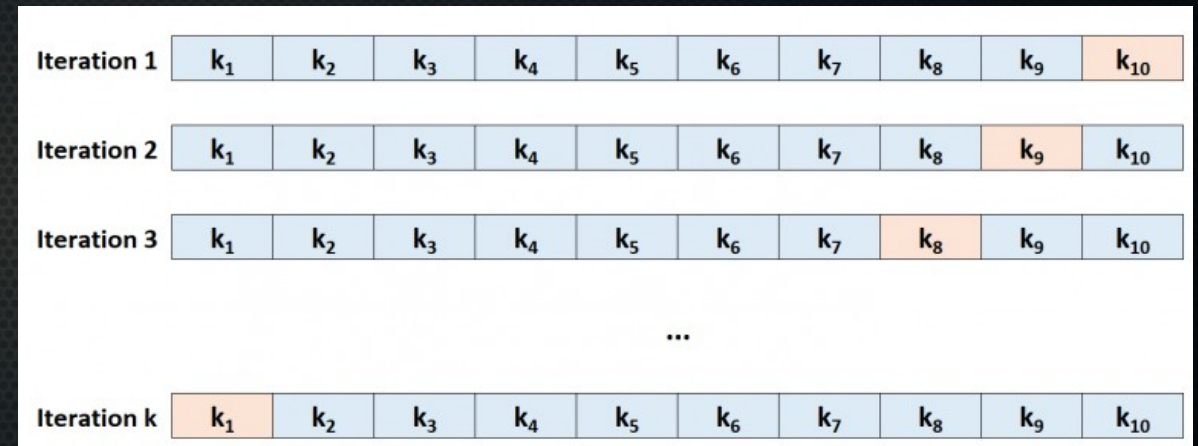 Iteration 1 k₁ k₂ k₃ k₄ k₅ k₆ k₇ k₈ k₉ k₁₀
Iteration 2 k₁ k₂ k₃ k₄ k₅ k₆ k₇ k₈ k₉ k₁₀
Iteration 3 k₁ k₂ k₃ k₄ k₅ k₆ k₇ k₈ k₉ k₁₀
...
Iteration k k₁ k₂ k₃ k₄ k₅ k₆ k₇ k₈ k₉ k₁₀